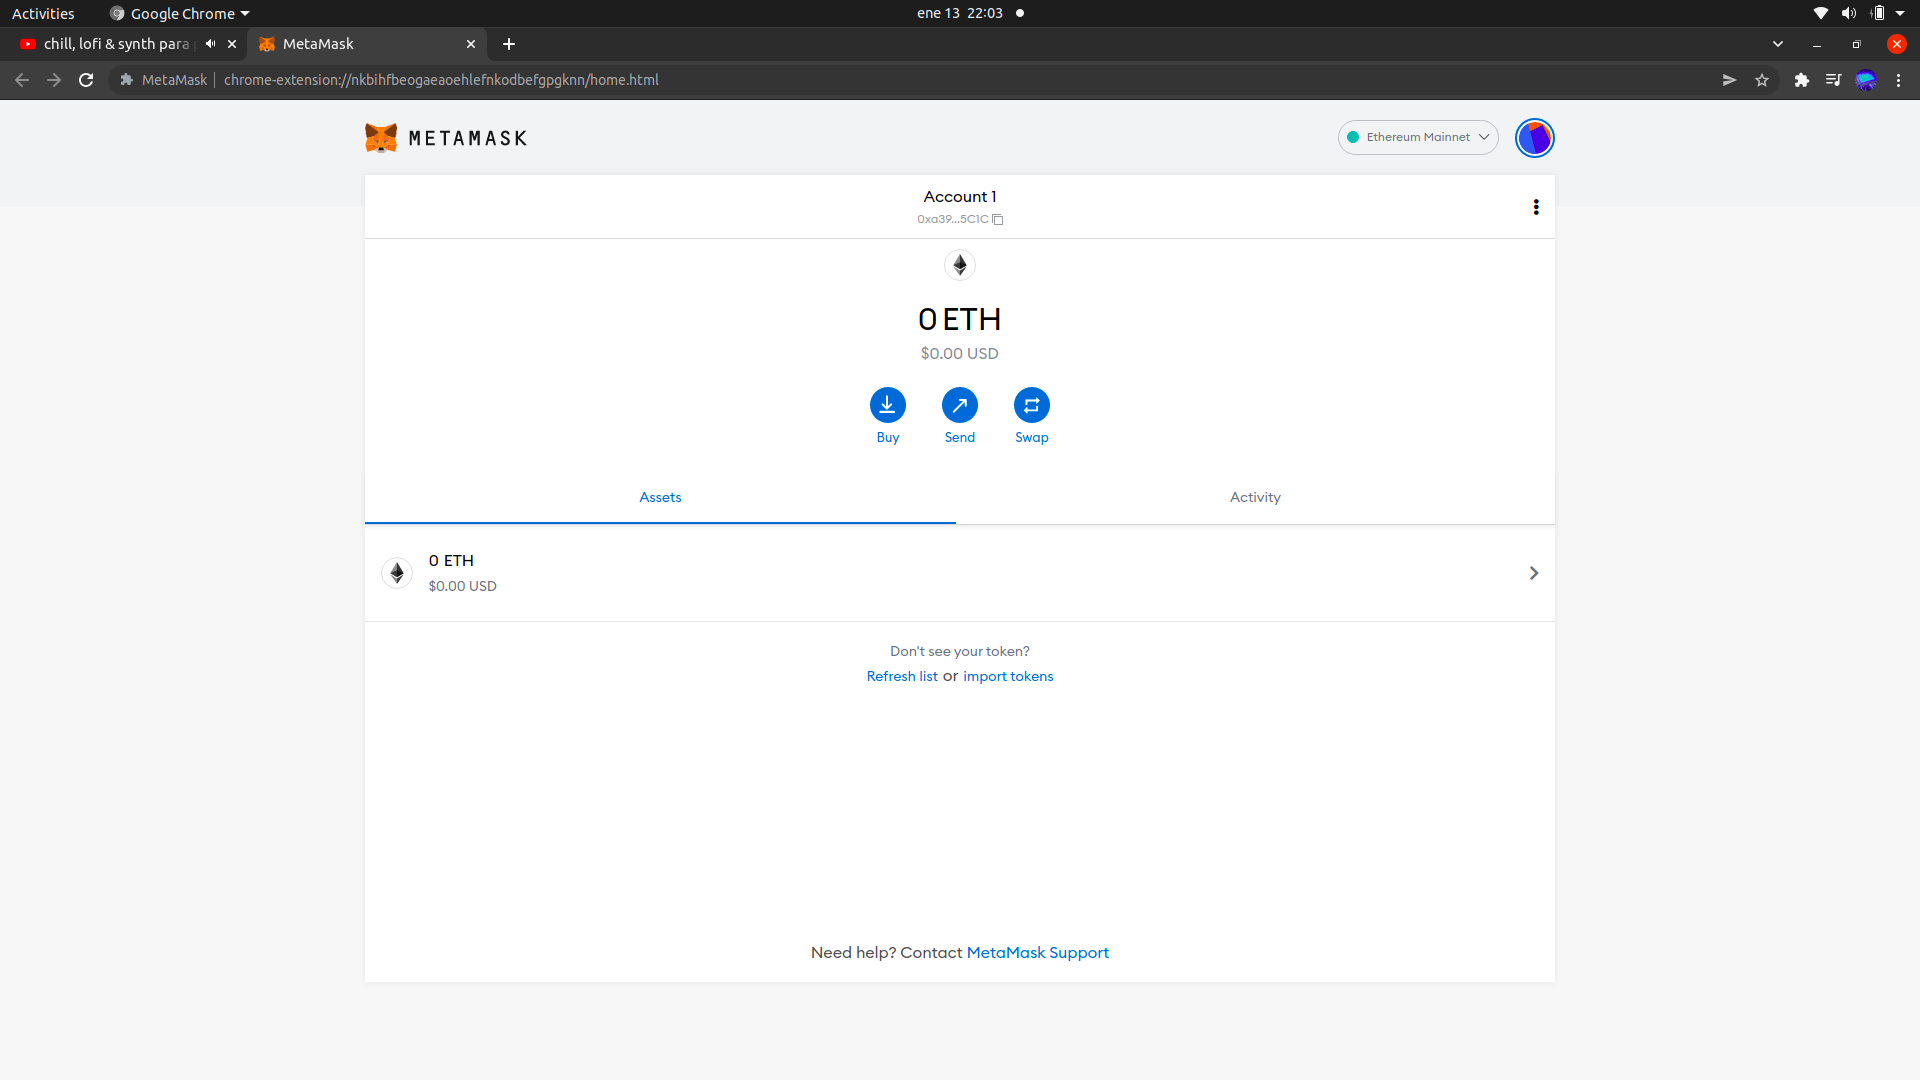 Activities
Google Chrome
ene 13 22:03
chill, lofi & synth para
MetaMask
MetaMask
chrome-extension://nkbihfbeogaeaoehlefnkodbefgpgknn/home.html
METAMASK
Ethereum Mainnet
Account 1
0xa39...5C1C
0 ETH
$0.00 USD
Buy
Send
Swap
Assets
Activity
0 ETH
$0.00 USD
Don't see your token?
Refresh list or import tokens
Need help? Contact MetaMask Support